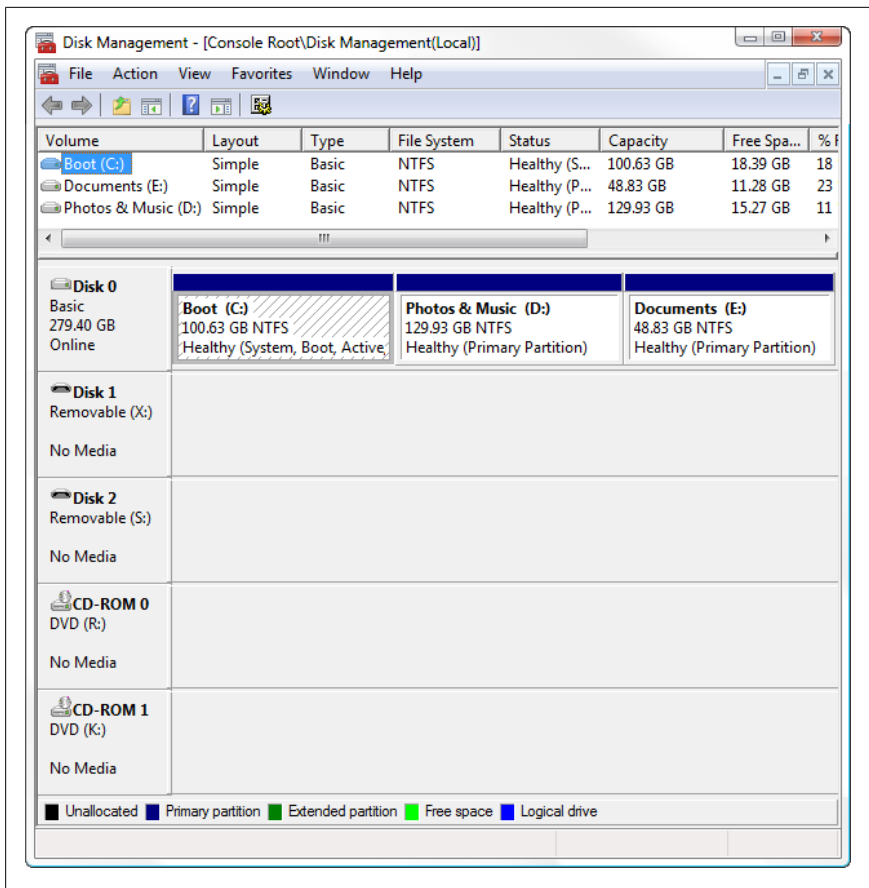 Disk Management - [Console Root\Disk Management(Local)]
File Action View Favorites Window Help
Volume Layout Type File System Status Capacity Free Spa... %
Boot (C:) Simple Basic NTFS Healthy (S... 100.63 GB 18.39 GB 18
Documents (E:) Simple Basic NTFS Healthy (P... 48.83 GB 11.28 GB 23
Photos & Music (D:) Simple Basic NTFS Healthy (P... 129.93 GB 15.27 GB 11
Disk 0
Basic
279.40 GB
Online
Boot (C:)
100.63 GB NTFS
Healthy (System, Boot, Active,
Photos & Music (D:)
129.93 GB NTFS
Healthy (Primary Partition)
Documents (E:)
48.83 GB NTFS
Healthy (Primary Partition)
Disk 1
Removable (X:)
No Media
Disk 2
Removable (S:)
No Media
CD-ROM 0
DVD (R:)
No Media
CD-ROM 1
DVD (K:)
No Media
Unallocated Primary partition Extended partition Free space Logical drive